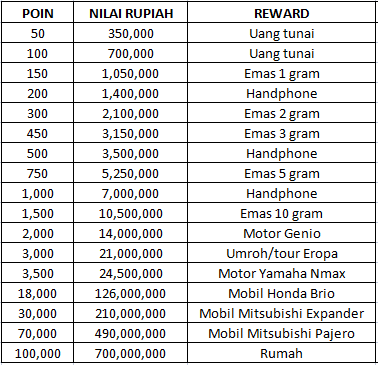 POIN NILAI RUPIAH REWARD
50 350,000 Uang tunai
100 700,000 Uang tunai
150 1,050,000 Emas 1 gram
200 1,400,000 Handphone
300 2,100,000 Emas 2 gram
450 3,150,000 Emas 3 gram
500 3,500,000 Handphone
750 5,250,000 Emas 5 gram
1,000 7,000,000 Handphone
1,500 10,500,000 Emas 10 gram
2,000 14,000,000 Motor Genio
3,000 21,000,000 Umroh/tour Eropa
3,500 24,500,000 Motor Yamaha Nmax
18,000 126,000,000 Mobil Honda Brio
30,000 210,000,000 Mobil Mitsubishi Expander
70,000 490,000,000 Mobil Mitsubishi Pajero
100,000 700,000,000 Rumah